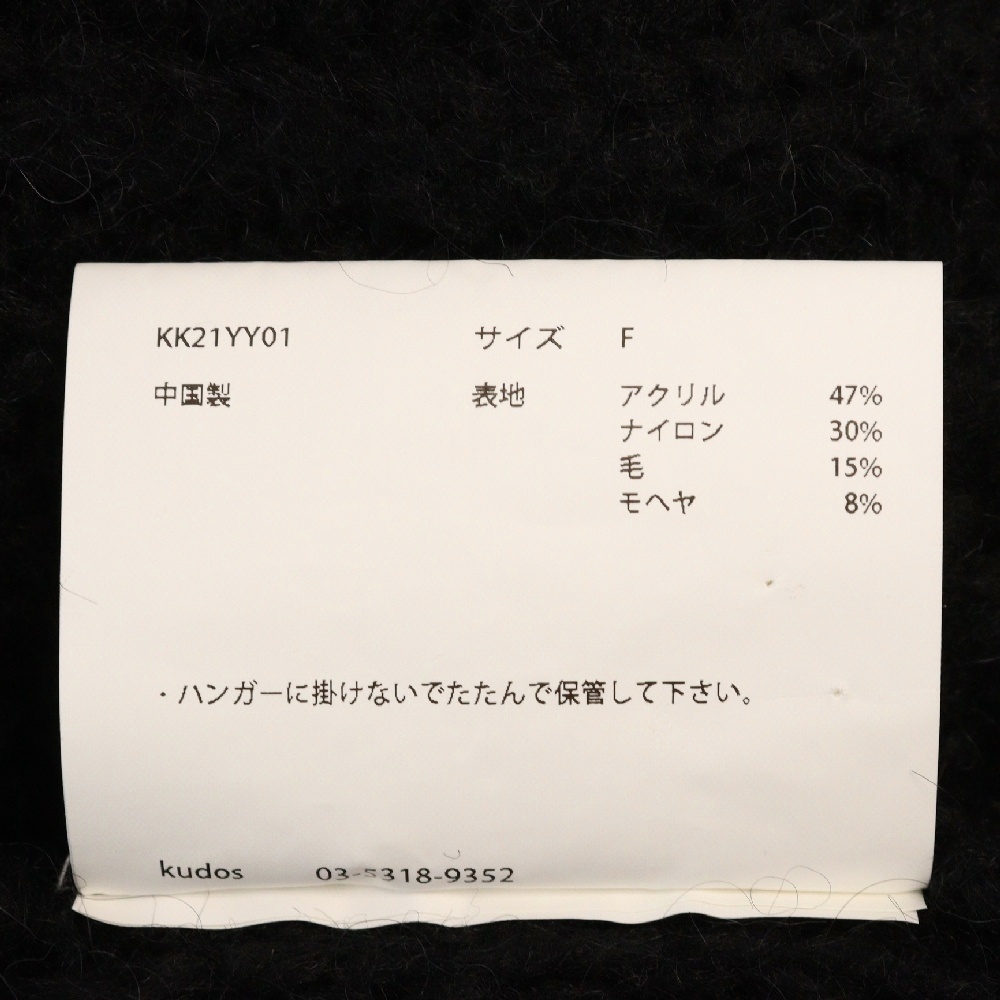 KK21YY01 サイズ F
中国製 表地 アクリル 47%
ナイロン 30%
毛 15%
モヘヤ 8%
・ハンガーに掛けないでたたんで保管して下さい。
kudos 03-5318-9352